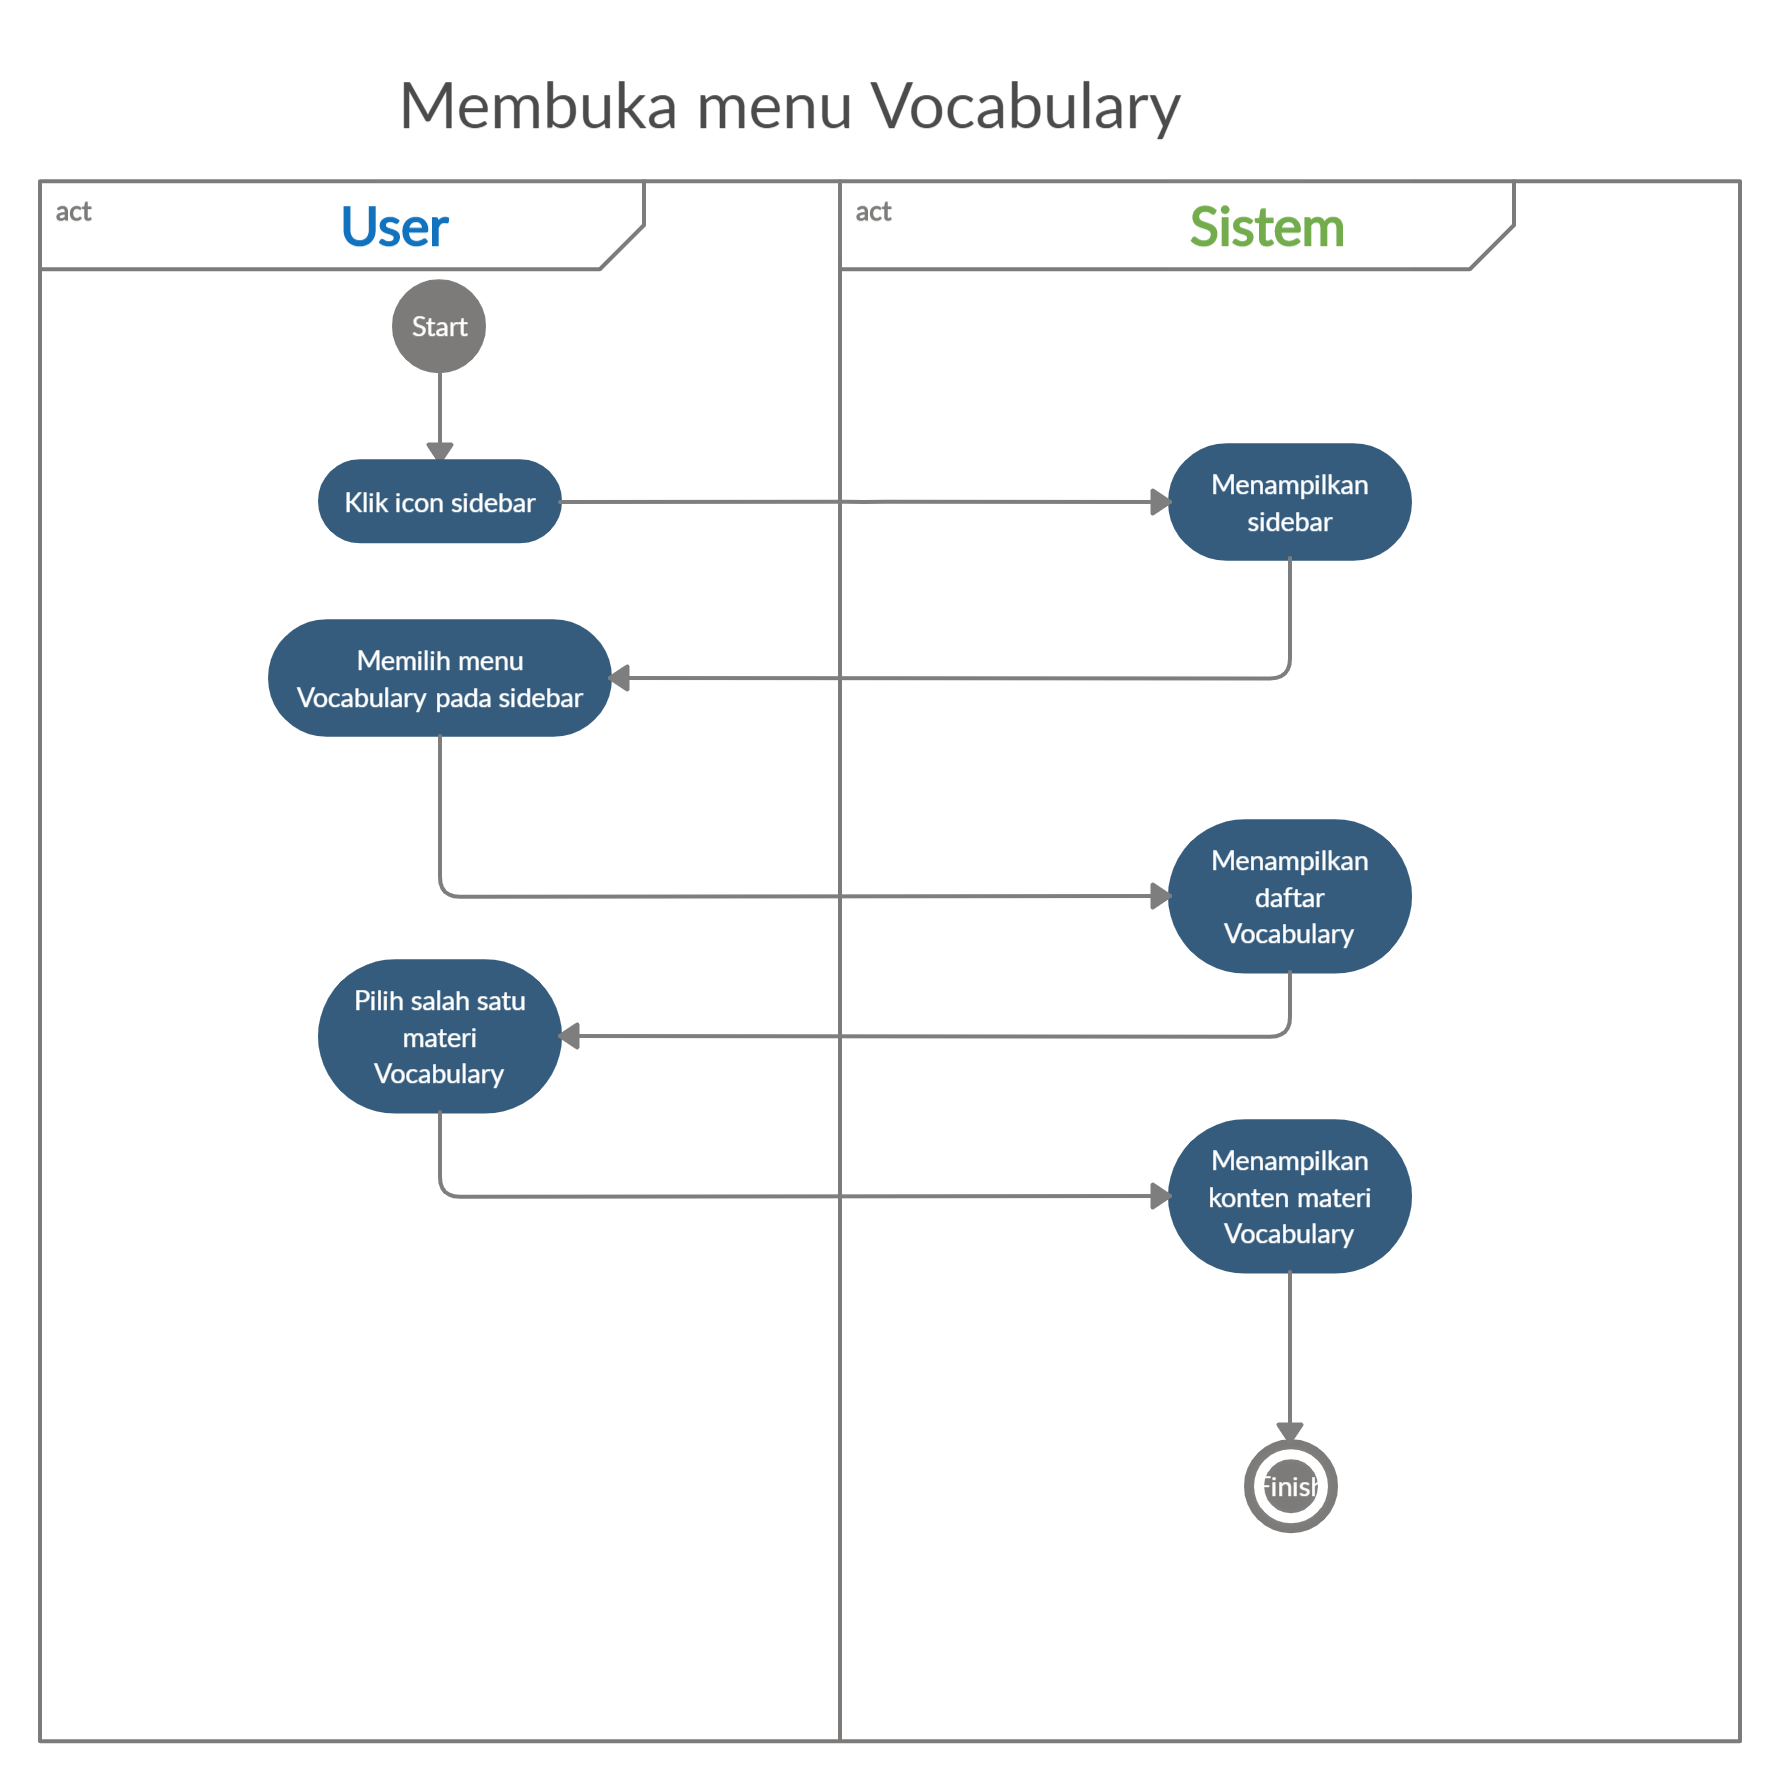 Membuka menu Vocabulary
act
User
act
Sistem
Start
Klik icon sidebar
Menampilkan
sidebar
Memilih menu
Vocabulary pada sidebar
Menampilkan
daftar
Vocabulary
Pilih salah satu
materi
Vocabulary
Menampilkan
konten materi
Vocabulary
Finish